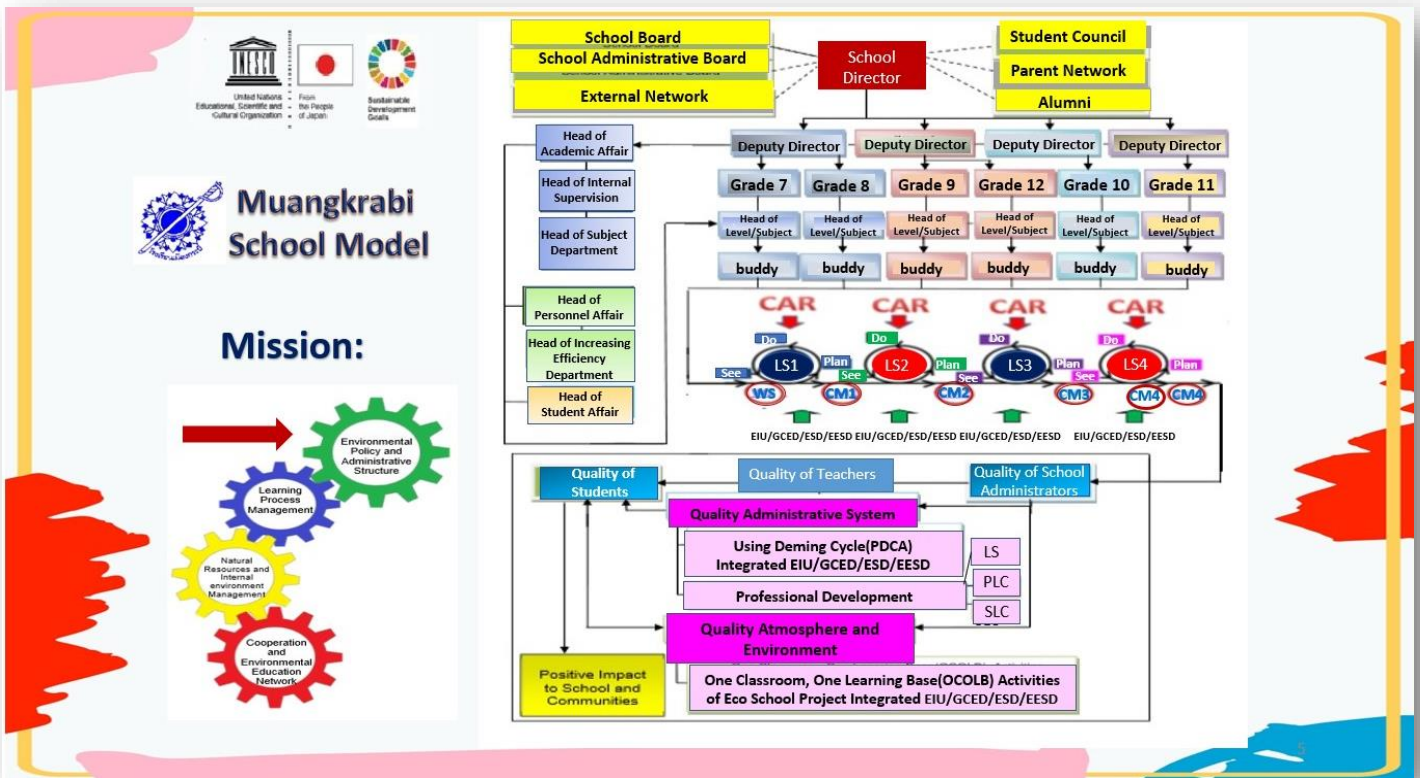 UNESCO
United Nations
Educational, Scientific and
Cultural Organization
From
the People
of Japan
Sustainable
Development
Goals
Muangkrabi
School Model
Mission:
Environmental
Policy and
Administrative
Structure
Learning
Process
Management
Natural
Resources and
Internal
environment
Management
Cooperation
and
Environmental
Education
Network
School Board
School Administrative Board
External Network
School
Director
Student Council
Parent Network
Alumni
Head of
Academic Affair
Head of Internal
Supervision
Head of Subject
Department
Head of
Personnel Affair
Head of Increasing
Efficiency
Department
Head of
Student Affair
Deputy Director
Deputy Director
Deputy Director
Deputy Director
Grade 7
Grade 8
Grade 9
Grade 12
Grade 10
Grade 11
Head of
Level/Subject
Head of
Level/Subject
Head of
Level/Subject
Head of
Level/Subject
Head of
Level/Subject
Head of
Level/Subject
buddy
buddy
buddy
buddy
buddy
buddy
CAR
CAR
CAR
CAR
Do
LS1
Plan
See
Do
LS2
Plan
See
Do
LS3
Plan
See
Do
LS4
Plan
See
WS
CM1
CM2
CM3
CM4
CM4
EIU/GCED/ESD/EESD
EIU/GCED/ESD/EESD
EIU/GCED/ESD/EESD
EIU/GCED/ESD/EESD
Quality of
Students
Quality of Teachers
Quality of School
Administrators
Quality Administrative System
Using Deming Cycle(PDCA)
Integrated EIU/GCED/ESD/EESD
Professional Development
LS
PLC
SLC
Quality Atmosphere and
Environment
One Classroom, One Learning Base(OCOLB) Activities
of Eco School Project Integrated EIU/GCED/ESD/EESD
Positive Impact
to School and
Communities
5